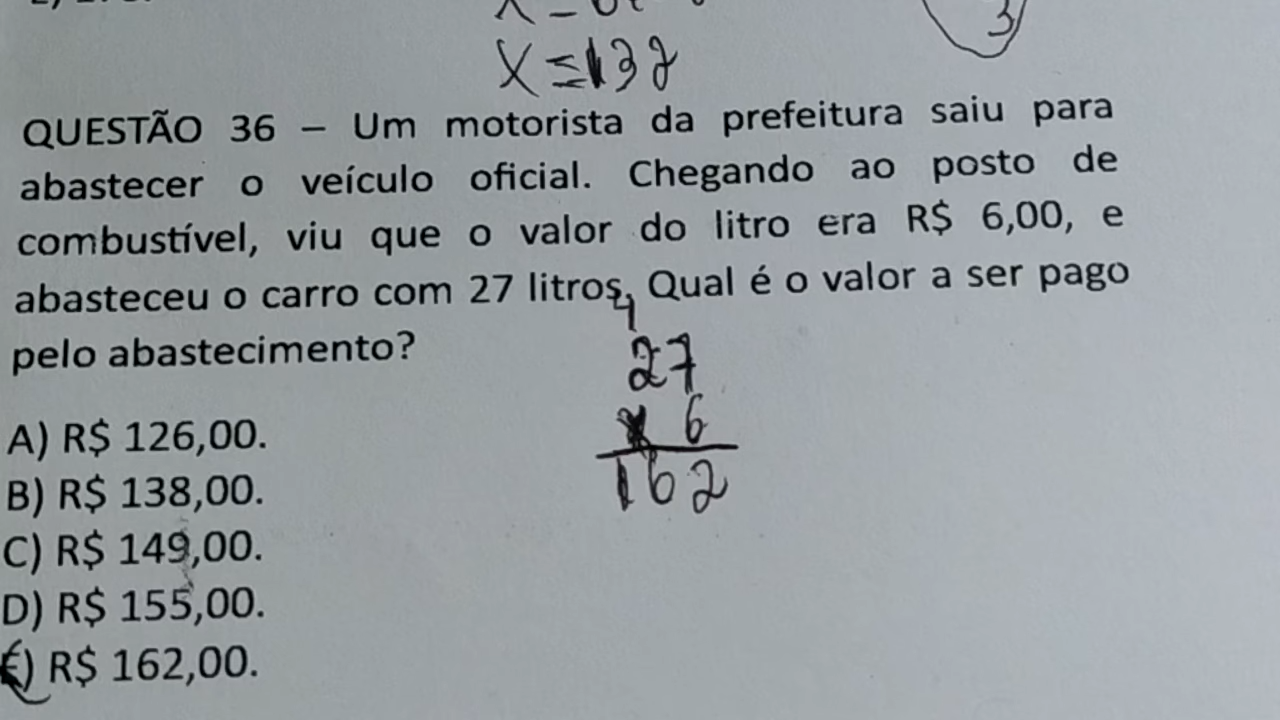 X = 132
3
QUESTÃO 36 – Um motorista da prefeitura saiu para
abastecer o veículo oficial. Chegando ao posto de
combustível, viu que o valor do litro era R$ 6,00, e
abasteceu o carro com 27 litros. Qual é o valor a ser pago
pelo abastecimento?
4
27
x 6
162
A) R$ 126,00.
B) R$ 138,00.
C) R$ 149,00.
D) R$ 155,00.
E) R$ 162,00.